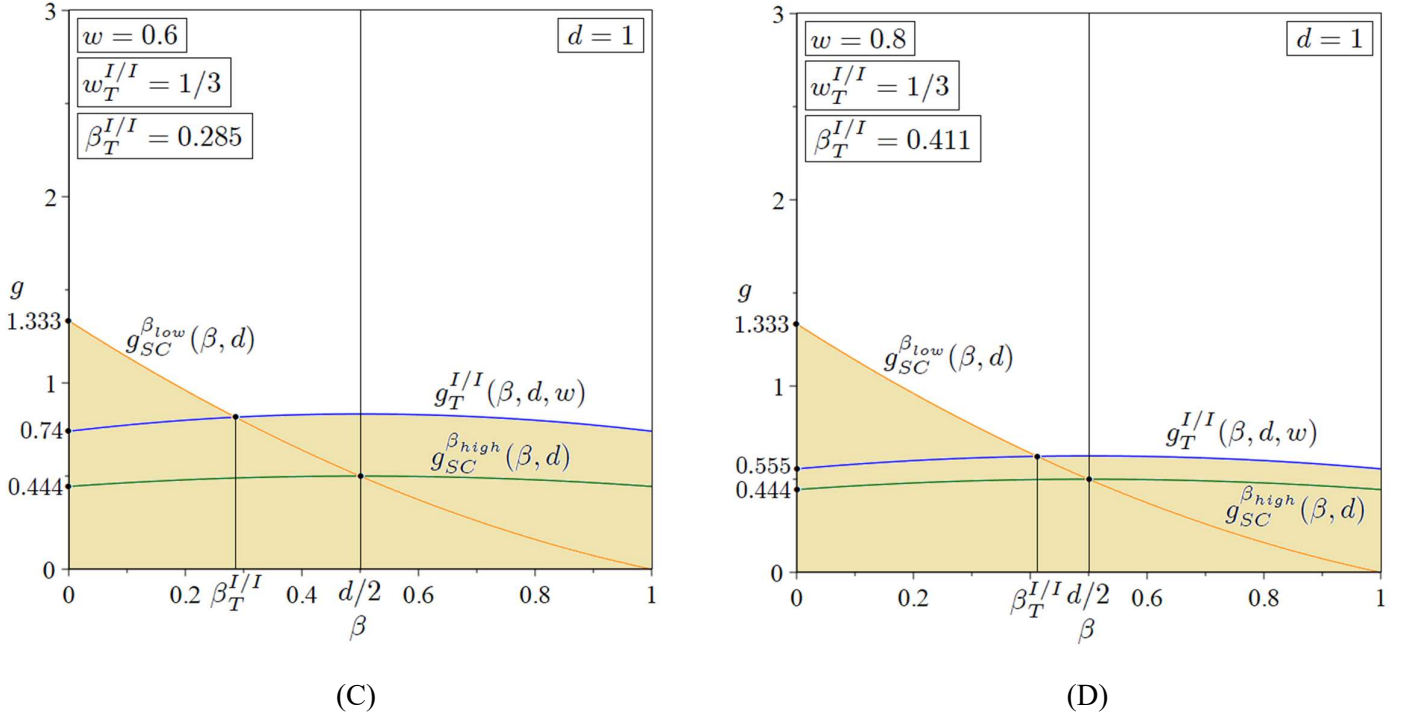 3
w = 0.6
d = 1
w_T^{I/I} = 1/3
β_T^{I/I} = 0.285
2
g
1.333
g_{SC}^{β_{low}}(β, d)
1
g_T^{I/I}(β, d, w)
0.74
g_{SC}^{β_{high}}(β, d)
0.444
0
0 0.2 β_T^{I/I} 0.4 d/2 0.6 0.8 1
β
(C)
3
w = 0.8
d = 1
w_T^{I/I} = 1/3
β_T^{I/I} = 0.411
2
g
1.333
g_{SC}^{β_{low}}(β, d)
1
g_T^{I/I}(β, d, w)
0.555
0.444
g_{SC}^{β_{high}}(β, d)
0
0 0.2 β_T^{I/I} d/2 0.6 0.8 1
β
(D)